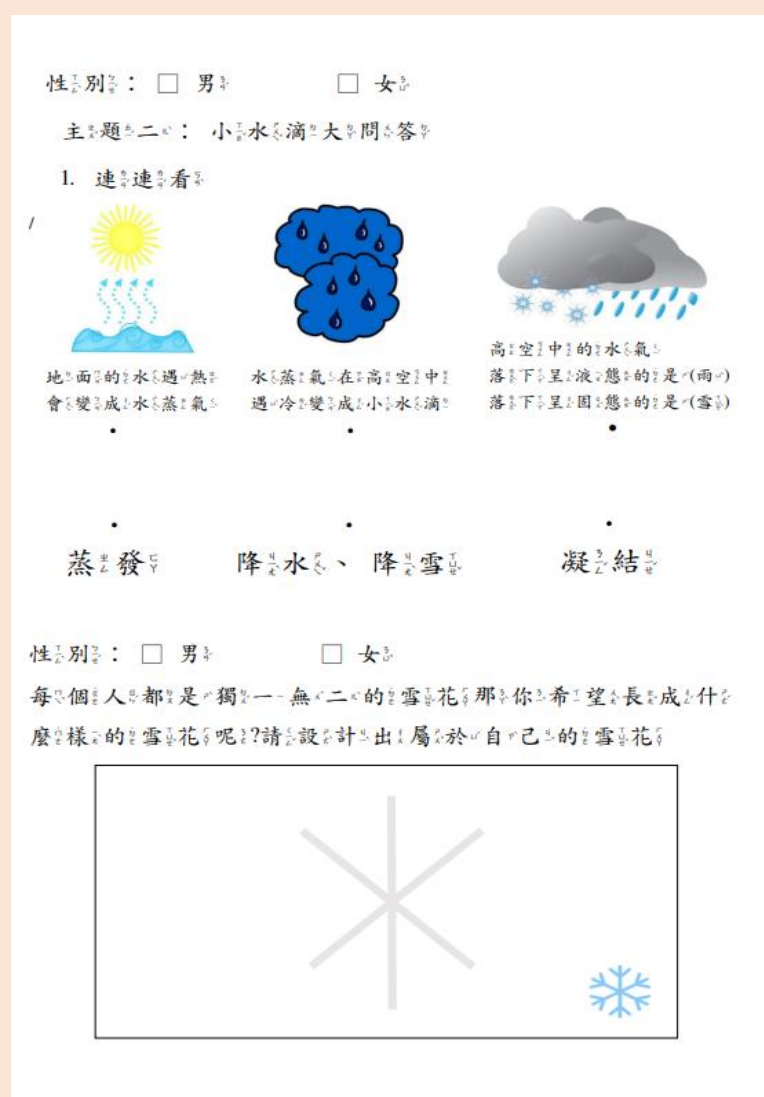 性別：□ 男 □ 女
主題二： 小水滴大問答
1. 連連看
/
地面的水遇熱
會變成水蒸氣
水蒸氣在高空中
遇冷變成小水滴
高空中的水氣
落下呈液態的是(雨)
落下呈固態的是(雪)
蒸發 降水、 降雪 凝結
性別：□ 男 □ 女
每個人都是獨一無二的雪花那你希望長成什
麼樣的雪花呢?請設計出屬於自己的雪花